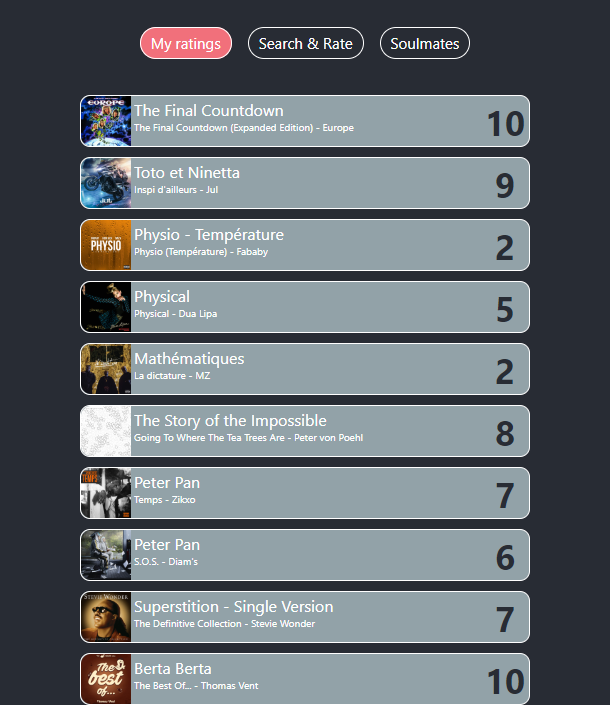 My ratings
Search & Rate
Soulmates
EUROPE
The Final Countdown
The Final Countdown (Expanded Edition) - Europe
10
JUL
Toto et Ninetta
Inspi d'ailleurs - Jul
9
PHYSIO
Physio - Température
Physio (Température) - Fababy
2
Physical
Physical - Dua Lipa
5
Mathématiques
La dictature - MZ
2
The Story of the Impossible
Going To Where The Tea Trees Are - Peter von Poehl
8
TEMPS
Peter Pan
Temps - Zikxo
7
Peter Pan
S.O.S. - Diam's
6
STEVIE WONDER
Superstition - Single Version
The Definitive Collection - Stevie Wonder
7
The
best
of...
Thomas Vent
Berta Berta
The Best Of... - Thomas Vent
10